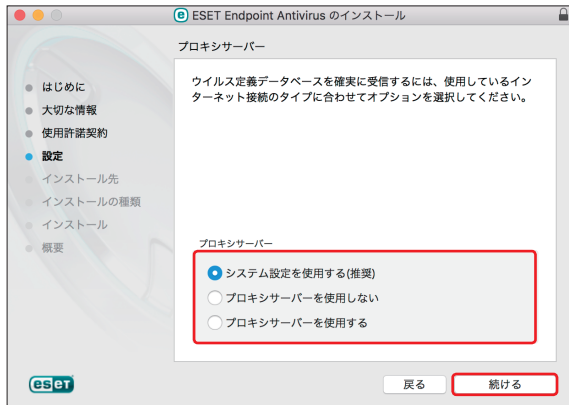 ESET Endpoint Antivirus のインストール
プロキシサーバー
はじめに
大切な情報
使用許諾契約
設定
インストール先
インストールの種類
インストール
概要
ウイルス定義データベースを確実に受信するには、使用しているイン
ターネット接続のタイプに合わせてオプションを選択してください。
プロキシサーバー
システム設定を使用する(推奨)
プロキシサーバーを使用しない
プロキシサーバーを使用する
eset
戻る
続ける